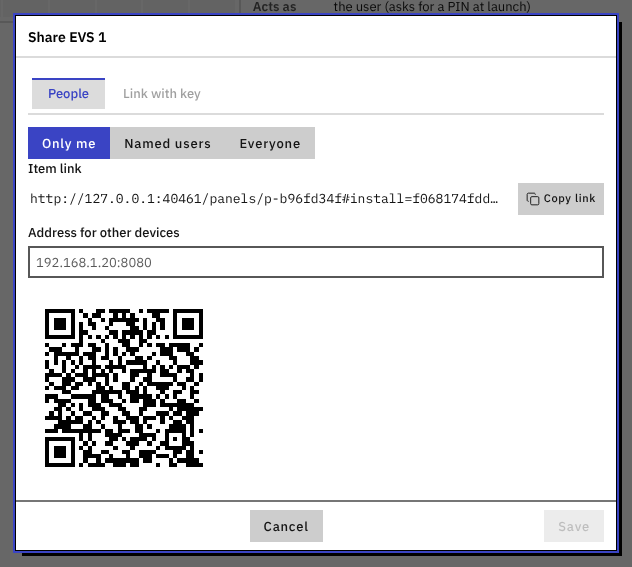 Acts as the user (asks for a PIN at launch)
Share EVS 1
People Link with key
Only me Named users Everyone
Item link
http://127.0.0.1:40461/panels/p-b96fd34f#install=f068174fdd… Copy link
Address for other devices
192.168.1.20:8080
Cancel Save